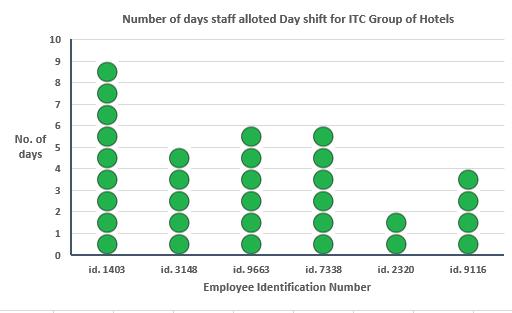 Number of days staff alloted Day shift for ITC Group of Hotels
10
9
8
7
6
5
4
3
2
1
0
No. of
days
id. 1403 id. 3148 id. 9663 id. 7338 id. 2320 id. 9116
Employee Identification Number